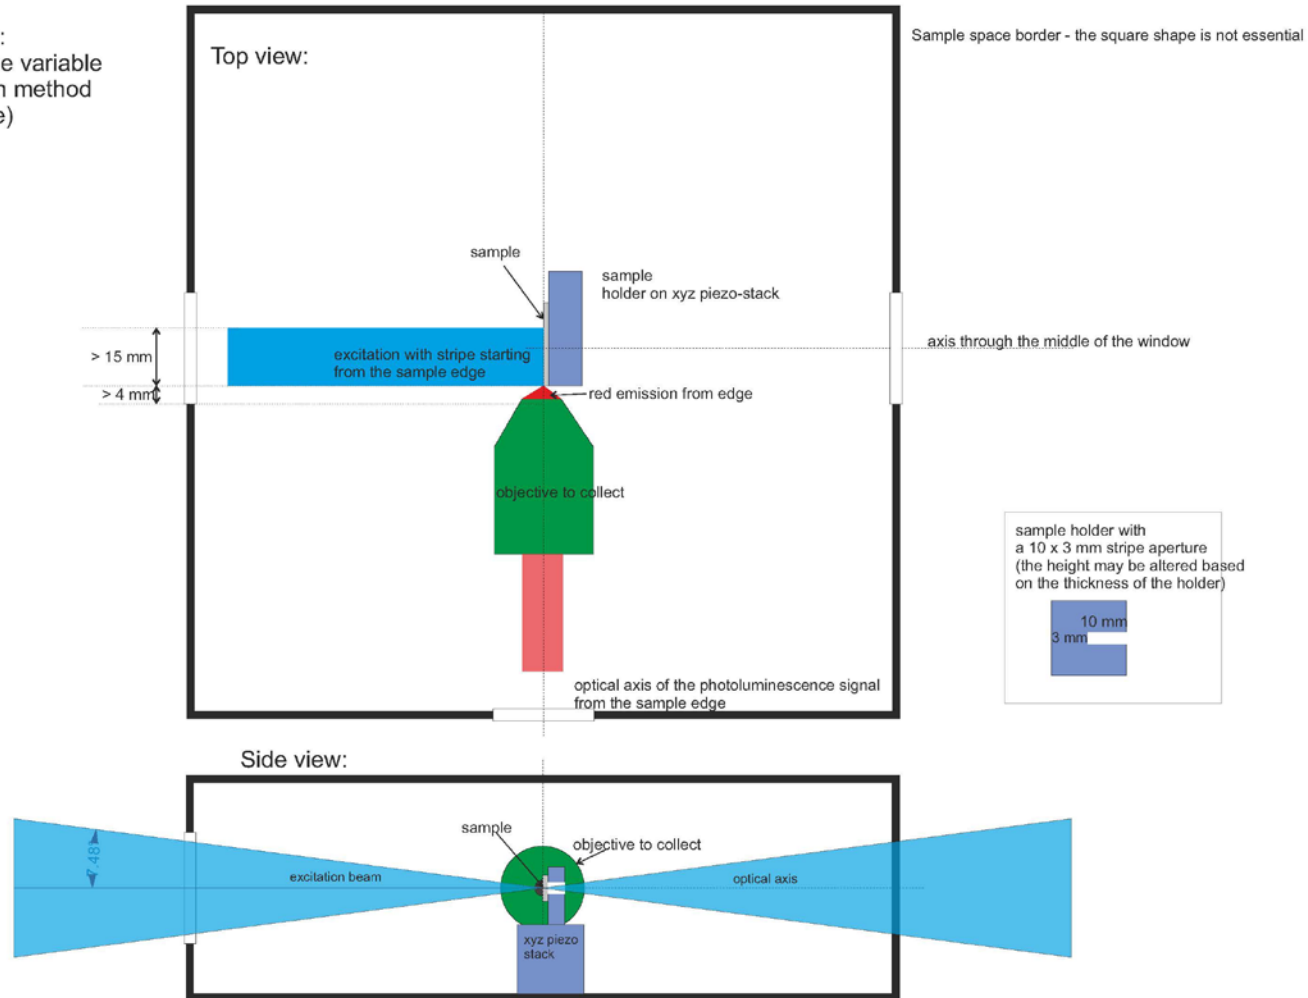 :
e variable
n method
e)
Top view:
Sample space border - the square shape is not essential
sample
sample
holder on xyz piezo-stack
> 15 mm
excitation with stripe starting
from the sample edge
axis through the middle of the window
> 4 mm
red emission from edge
objective to collect
sample holder with
a 10 x 3 mm stripe aperture
(the height may be altered based
on the thickness of the holder)
10 mm
3 mm
optical axis of the photoluminescence signal
from the sample edge
Side view:
sample
objective to collect
excitation beam
optical axis
xyz piezo
stack